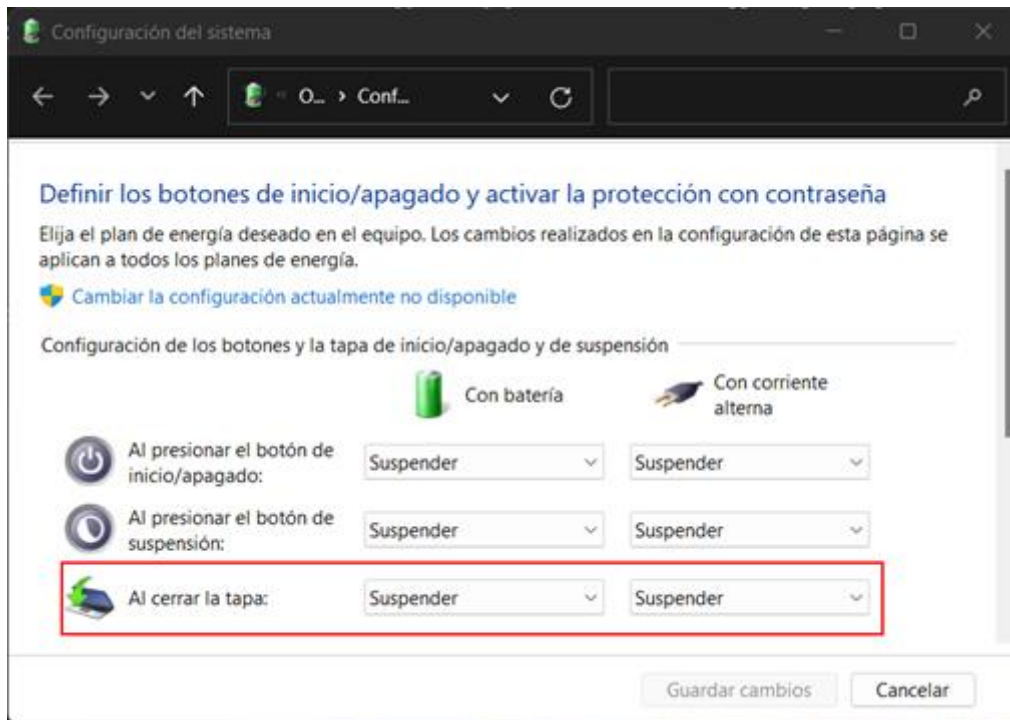 Configuración del sistema
O... › Conf...
Definir los botones de inicio/apagado y activar la protección con contraseña
Elija el plan de energía deseado en el equipo. Los cambios realizados en la configuración de esta página se
aplican a todos los planes de energía.
Cambiar la configuración actualmente no disponible
Configuración de los botones y la tapa de inicio/apagado y de suspensión
Con batería
Con corriente
alterna
Al presionar el botón de
inicio/apagado:
Suspender
Suspender
Al presionar el botón de
suspensión:
Suspender
Suspender
Al cerrar la tapa:
Suspender
Suspender
Guardar cambios
Cancelar